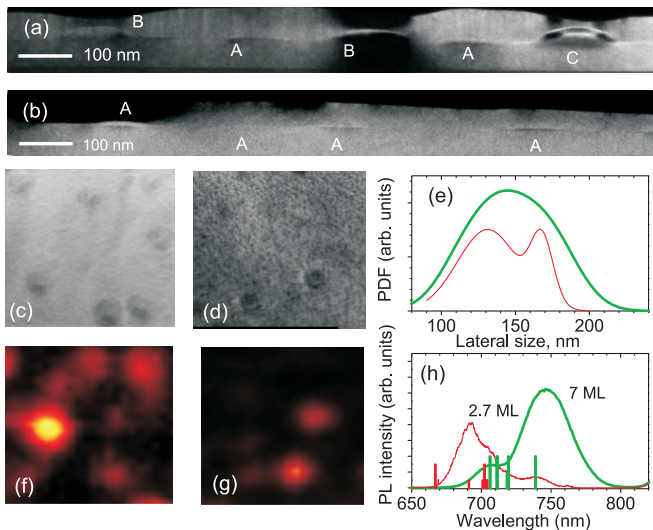 (a)
B
A
B
A
C
100 nm
(b)
A
A
A
A
100 nm
(c)
(d)
(e)
PDF (arb. units)
100
150
200
Lateral size, nm
(f)
(g)
(h)
PL intensity (arb. units)
2.7 ML
7 ML
650
700
750
800
Wavelength (nm)